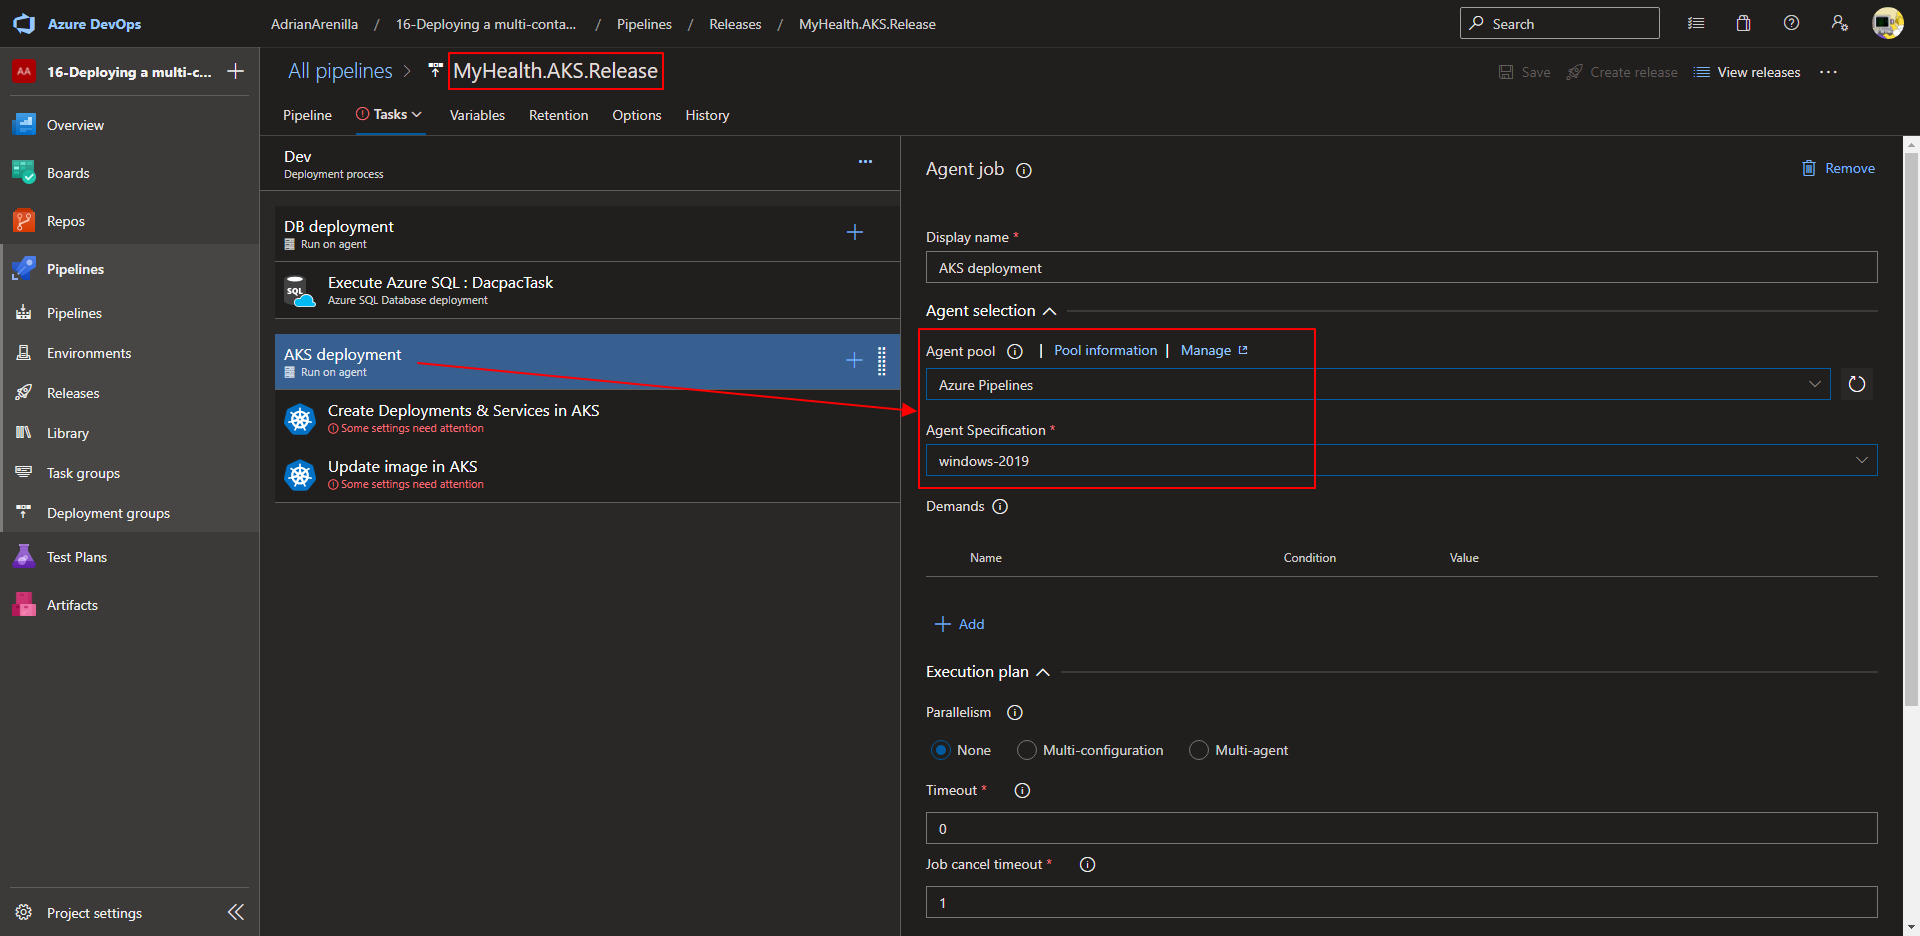 Azure DevOps
AdrianArenilla / 16-Deploying a multi-conta... / Pipelines / Releases / MyHealth.AKS.Release
Search
AA
16-Deploying a multi-c...
Overview
Boards
Repos
Pipelines
Pipelines
Environments
Releases
Library
Task groups
Deployment groups
Test Plans
Artifacts
Project settings
All pipelines > MyHealth.AKS.Release
Save
Create release
View releases
Pipeline
Tasks
Variables
Retention
Options
History
Dev
Deployment process
DB deployment
Run on agent
SQL
Execute Azure SQL : DacpacTask
Azure SQL Database deployment
AKS deployment
Run on agent
Create Deployments & Services in AKS
Some settings need attention
Update image in AKS
Some settings need attention
Agent job
Remove
Display name *
AKS deployment
Agent selection
Agent pool | Pool information | Manage
Azure Pipelines
Agent Specification *
windows-2019
Demands
Name Condition Value
Add
Execution plan
Parallelism
None Multi-configuration Multi-agent
Timeout *
0
Job cancel timeout *
1